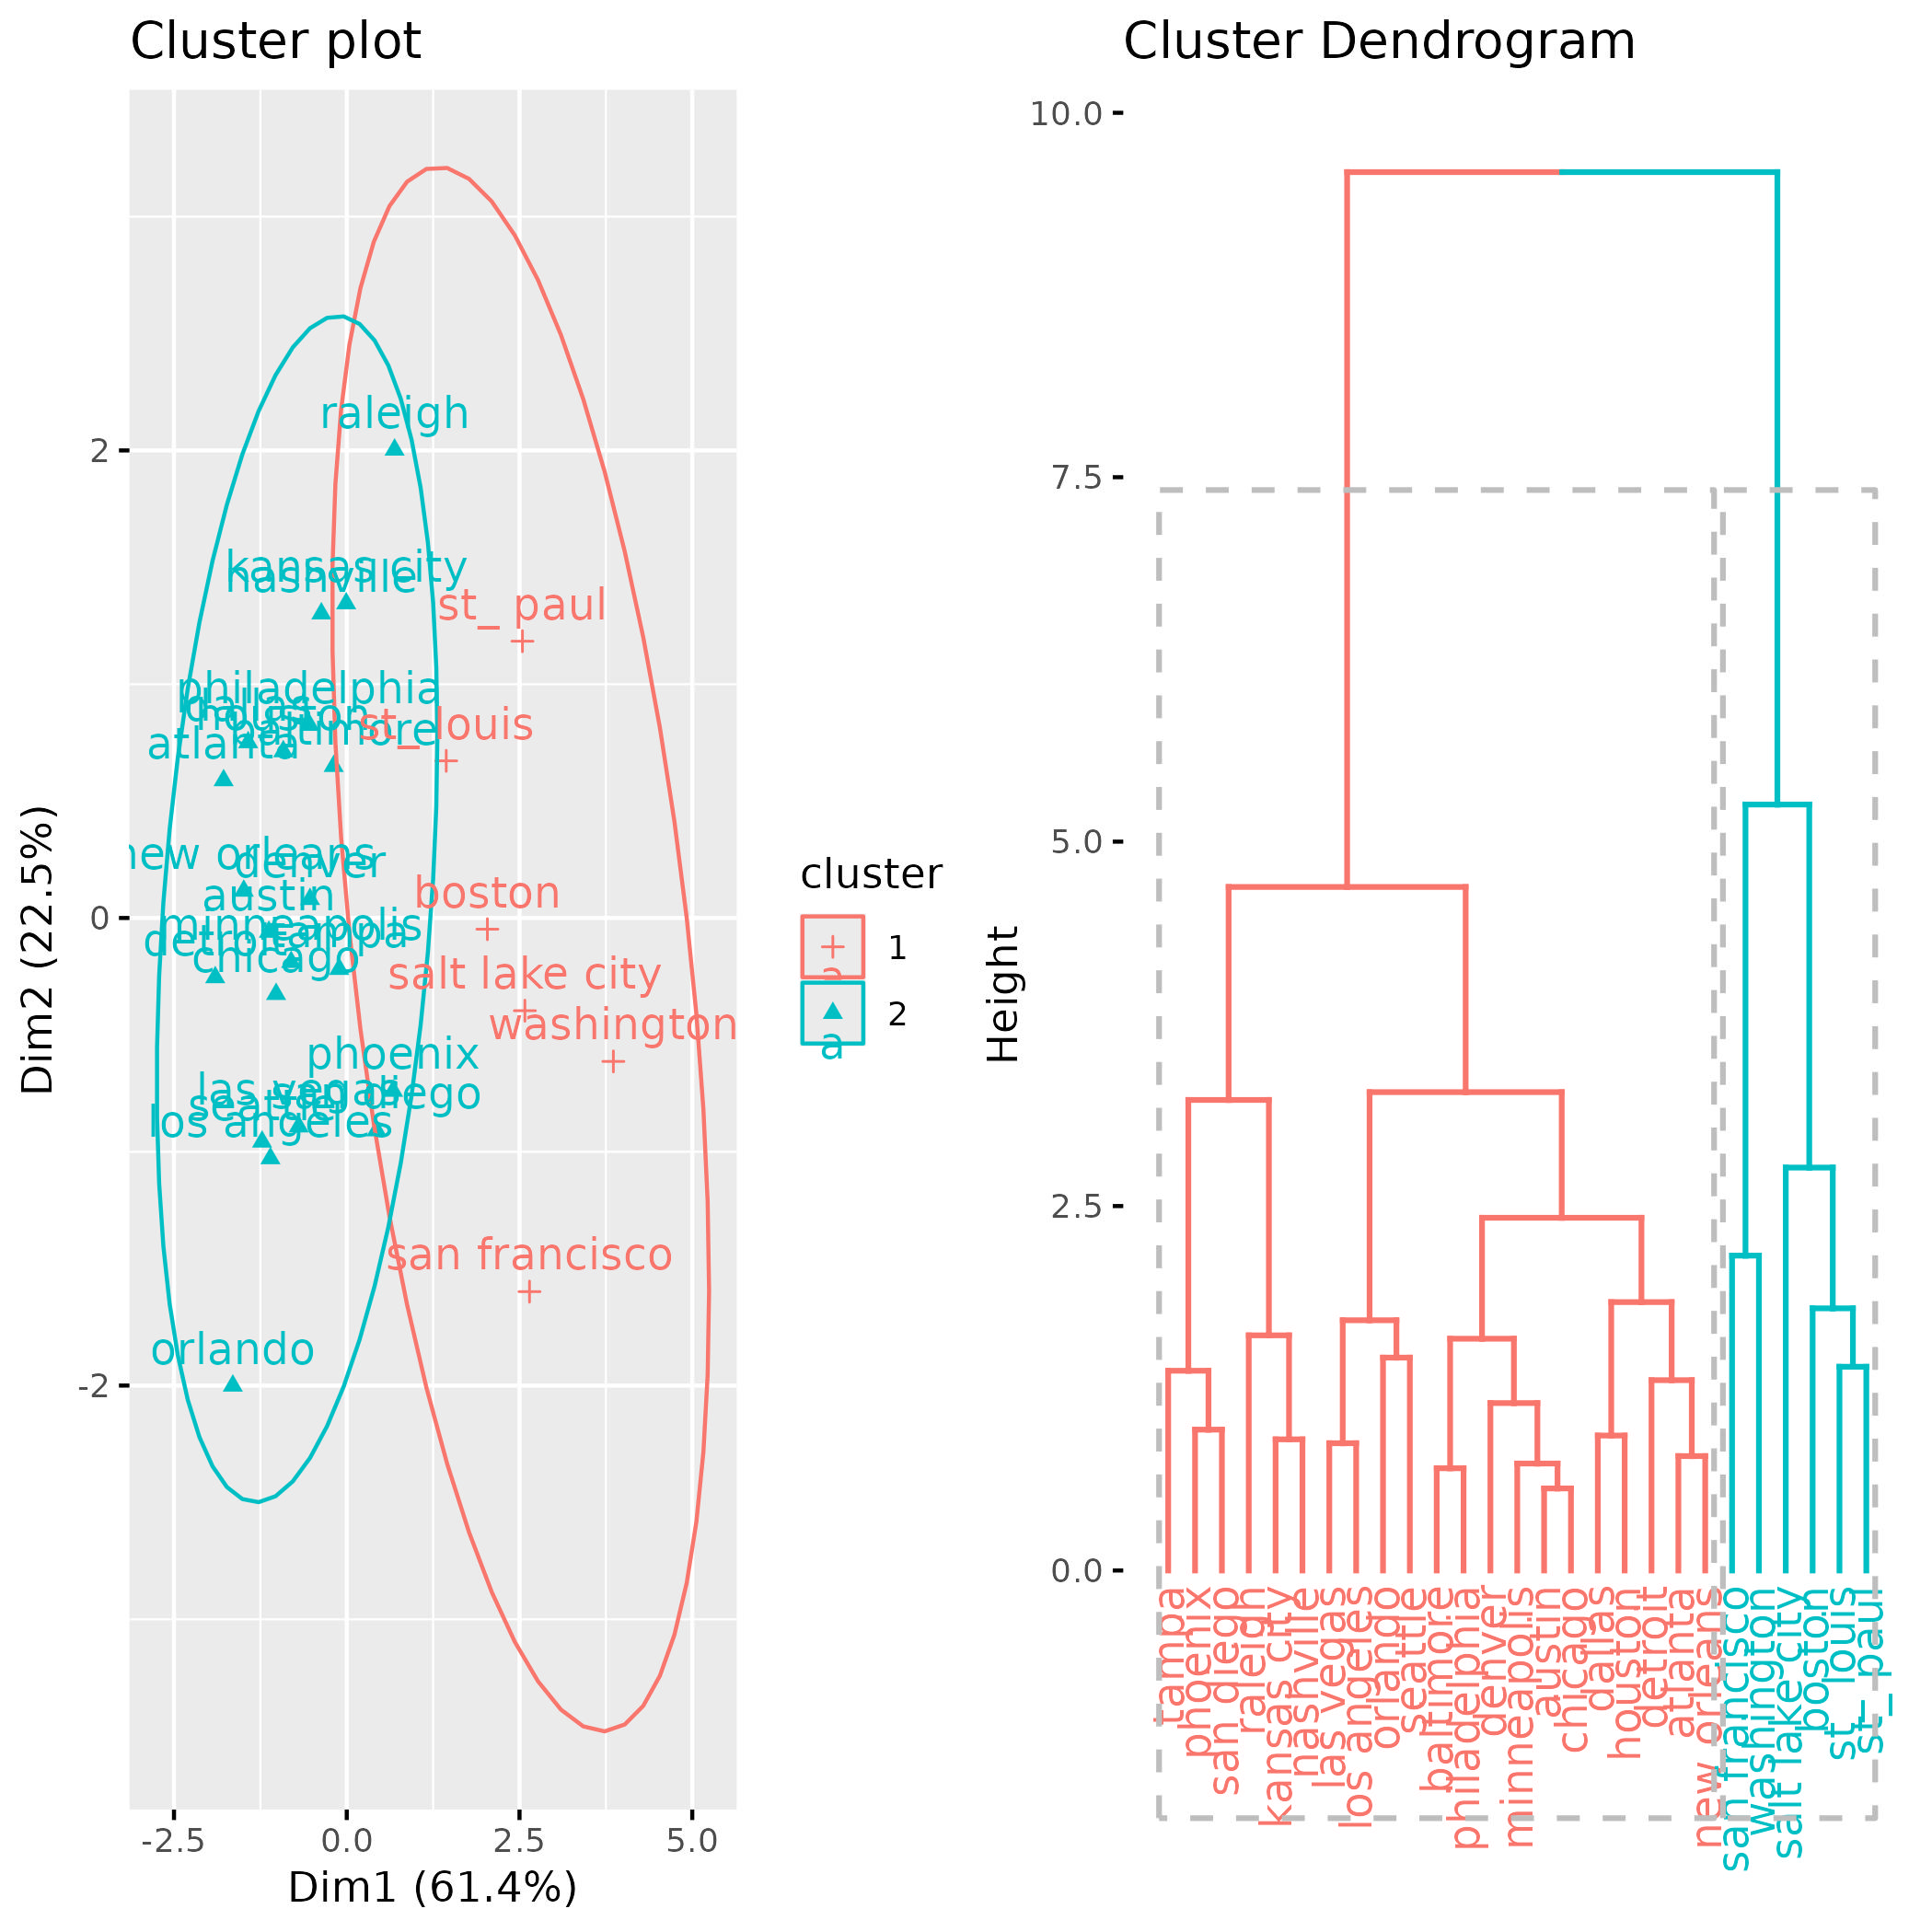 Cluster plot
raleigh
kansas city
nashville
st_ paul
philadelphia
dallas
houston
baltimore
st_ louis
atlanta
new orleans
denver
austin
boston
minneapolis
tampa
detroit
chicago
salt lake city
washington
phoenix
las vegas
san diego
seattle
los angeles
san francisco
orlando
2
0
-2
-2.5
0.0
2.5
5.0
Dim1 (61.4%)
Dim2 (22.5%)
cluster
a
1
a
2
Cluster Dendrogram
10.0
7.5
5.0
2.5
0.0
Height
tampa
phoenix
san diego
raleigh
kansas city
nashville
las vegas
los angeles
orlando
seattle
baltimore
philadelphia
denver
minneapolis
austin
chicago
dallas
houston
detroit
atlanta
new orleans
san francisco
washington
salt lake city
boston
st_ louis
st_ paul